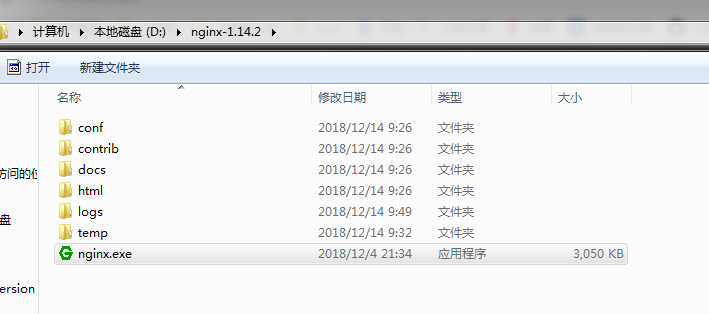 计算机 本地磁盘 (D:) nginx-1.14.2
打开 新建文件夹
名称 修改日期 类型 大小
conf 2018/12/14 9:26 文件夹
contrib 2018/12/14 9:26 文件夹
访问的位
docs 2018/12/14 9:26 文件夹
html 2018/12/14 9:26 文件夹
logs 2018/12/14 9:49 文件夹
盘
temp 2018/12/14 9:32 文件夹
nginx.exe 2018/12/4 21:34 应用程序 3,050 KB
ersion